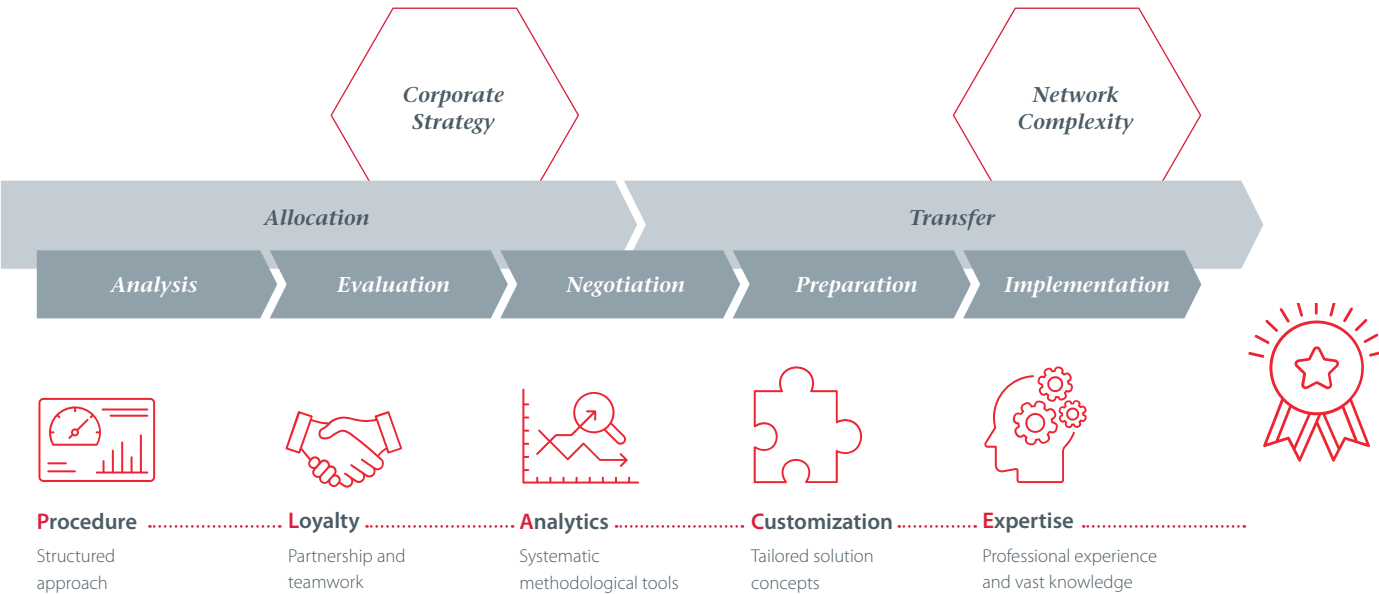 Corporate
Strategy
Network
Complexity
Allocation
Transfer
Analysis
Evaluation
Negotiation
Preparation
Implementation
Procedure
Structured
approach
Loyalty
Partnership and
teamwork
Analytics
Systematic
methodological tools
Customization
Tailored solution
concepts
Expertise
Professional experience
and vast knowledge